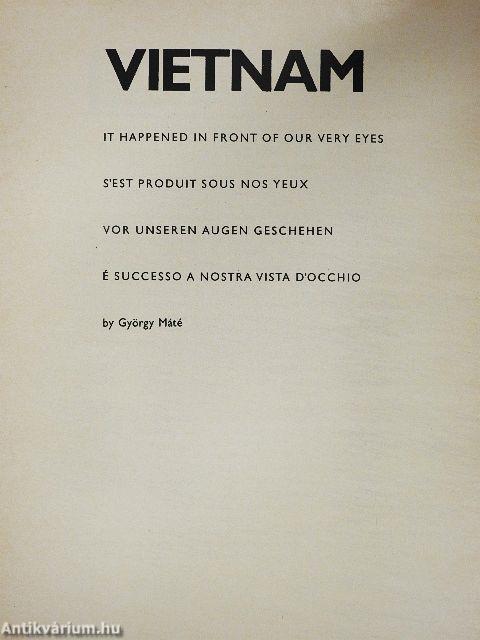 VIETNAM
IT HAPPENED IN FRONT OF OUR VERY EYES
S'EST PRODUIT SOUS NOS YEUX
VOR UNSEREN AUGEN GESCHEHEN
É SUCCESSO A NOSTRA VISTA D'OCCHIO
by György Máté
Antikvárium.hu